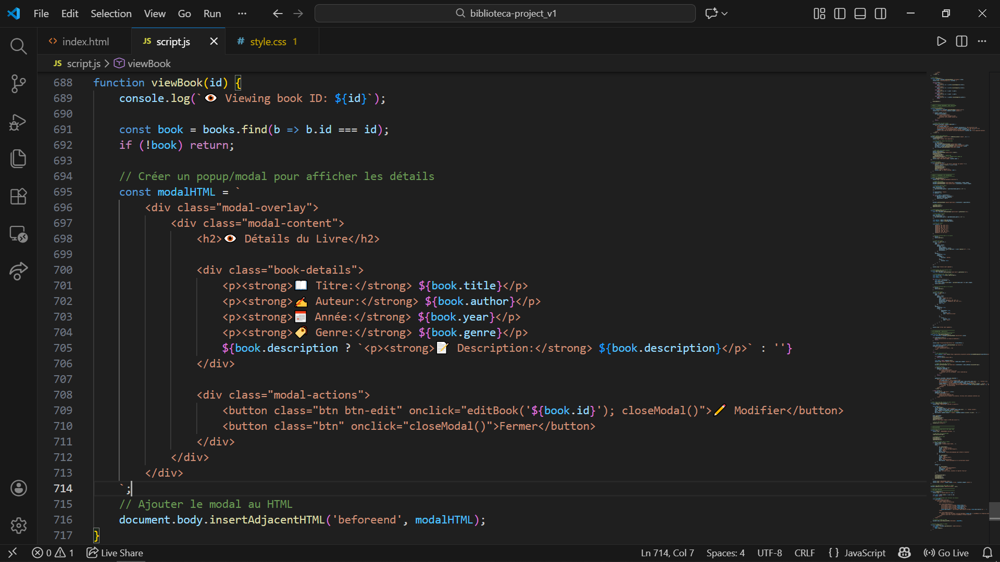 File Edit Selection View Go Run ··· biblioteca-project_v1
index.html JS script.js # style.css 1
JS script.js > viewBook
688 function viewBook(id) {
689 console.log(`👁️ Viewing book ID: ${id}`);
690
691 const book = books.find(b => b.id === id);
692 if (!book) return;
693
694 // Créer un popup/modal pour afficher les détails
695 const modalHTML = `
696 <div class="modal-overlay">
697 <div class="modal-content">
698 <h2>👁️ Détails du Livre</h2>
699
700 <div class="book-details">
701 <p><strong>📖 Titre:</strong> ${book.title}</p>
702 <p><strong>✍️ Auteur:</strong> ${book.author}</p>
703 <p><strong>📅 Année:</strong> ${book.year}</p>
704 <p><strong>🏷️ Genre:</strong> ${book.genre}</p>
705 ${book.description ? `<p><strong>📝 Description:</strong> ${book.description}</p>` : ''}
706 </div>
707
708 <div class="modal-actions">
709 <button class="btn btn-edit" onclick="editBook('${book.id}'); closeModal()">✏️ Modifier</button>
710 <button class="btn" onclick="closeModal()">Fermer</button>
711 </div>
712 </div>
713 </div>
714 `;
715 // Ajouter le modal au HTML
716 document.body.insertAdjacentHTML('beforeend', modalHTML);
717 }
0 1 Live Share Ln 714, Col 7 Spaces: 4 UTF-8 CRLF { } JavaScript Go Live